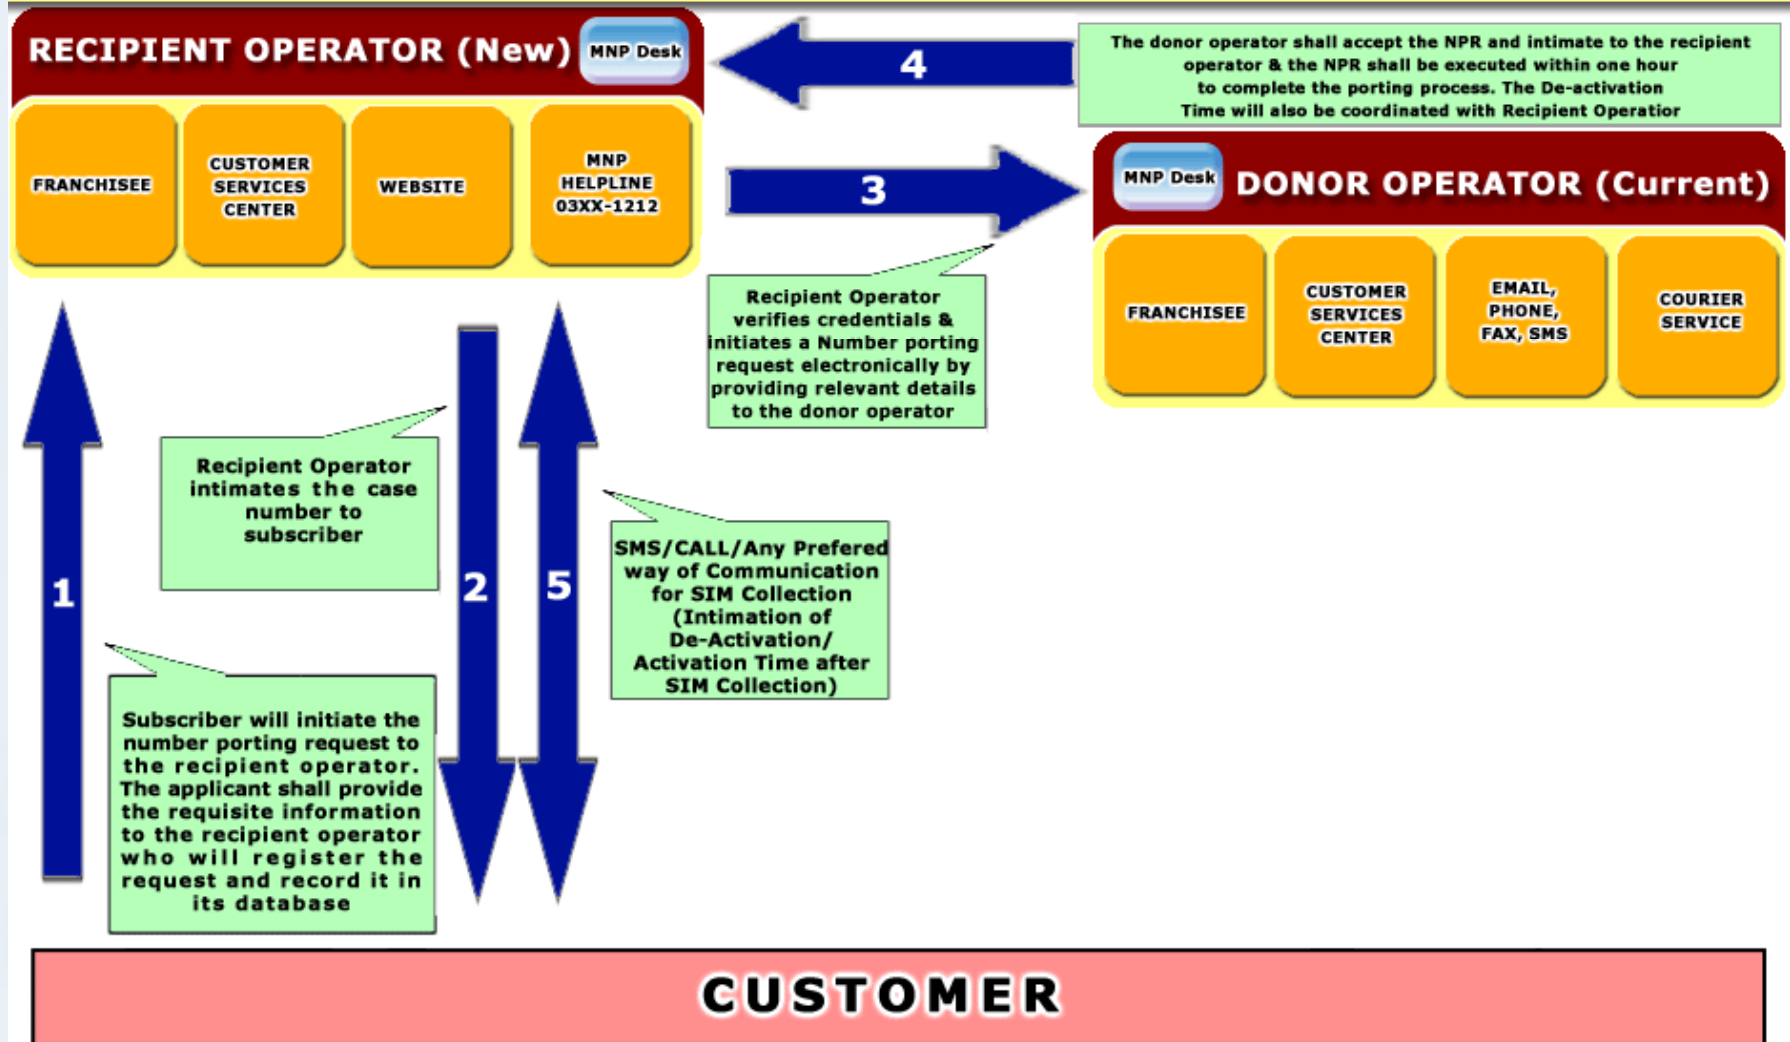 RECIPIENT OPERATOR (New)
MNP Desk
FRANCHISEE
CUSTOMER
SERVICES
CENTER
WEBSITE
MNP
HELPLINE
03XX-1212
4
The donor operator shall accept the NPR and intimate to the recipient
operator & the NPR shall be executed within one hour
to complete the porting process. The De-activation
Time will also be coordinated with Recipient Operatior
3
MNP Desk
DONOR OPERATOR (Current)
FRANCHISEE
CUSTOMER
SERVICES
CENTER
EMAIL,
PHONE,
FAX, SMS
COURIER
SERVICE
Recipient Operator
verifies credentials &
initiates a Number porting
request electronically by
providing relevant details
to the donor operator
Recipient Operator
intimates the case
number to
subscriber
1
2
5
SMS/CALL/Any Prefered
way of Communication
for SIM Collection
(Intimation of
De-Activation/
Activation Time after
SIM Collection)
Subscriber will initiate the
number porting request to
the recipient operator.
The applicant shall provide
the requisite information
to the recipient operator
who will register the
request and record it in
its database
CUSTOMER